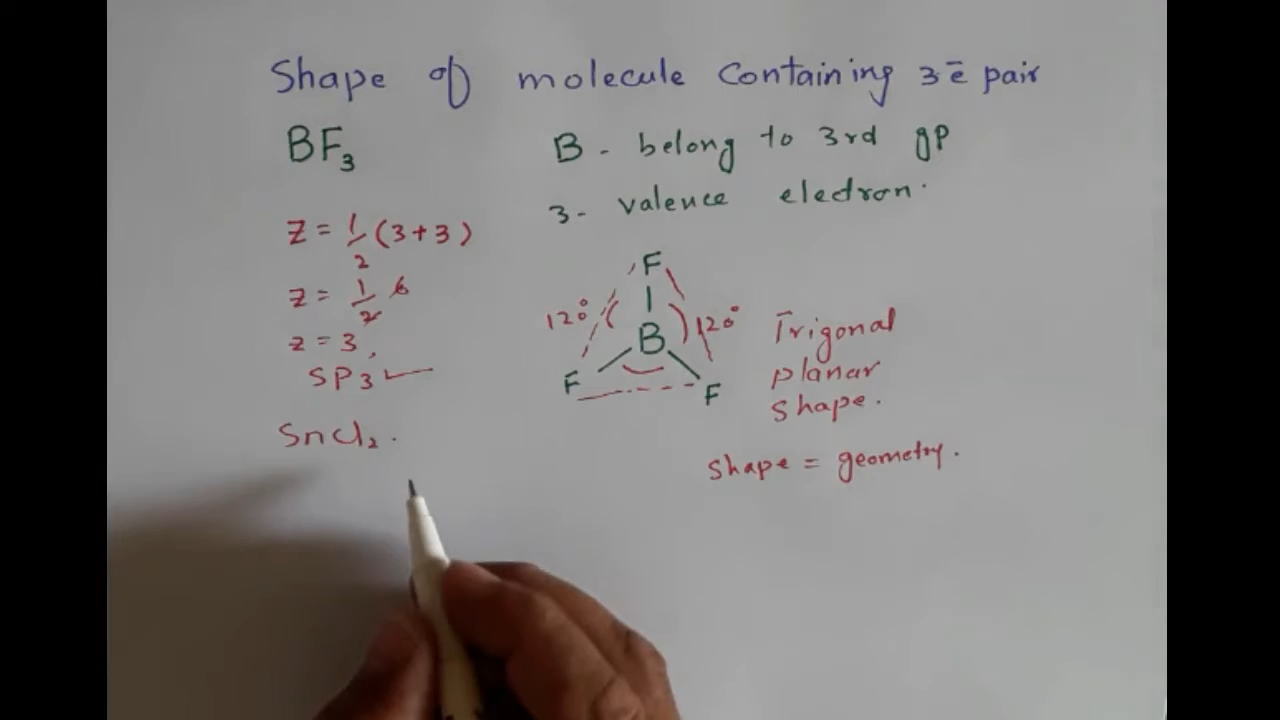 Shape of molecule Containing 3ē pair
BF₃
B - belong to 3rd gp
3 - valence electron.
Z = 1/2 (3+3)
Z = 1/2 6
z = 3,
SP3
SnCl₂.
F
B
F
F
120°
120°
Trigonal
planar
shape.
shape = geometry.